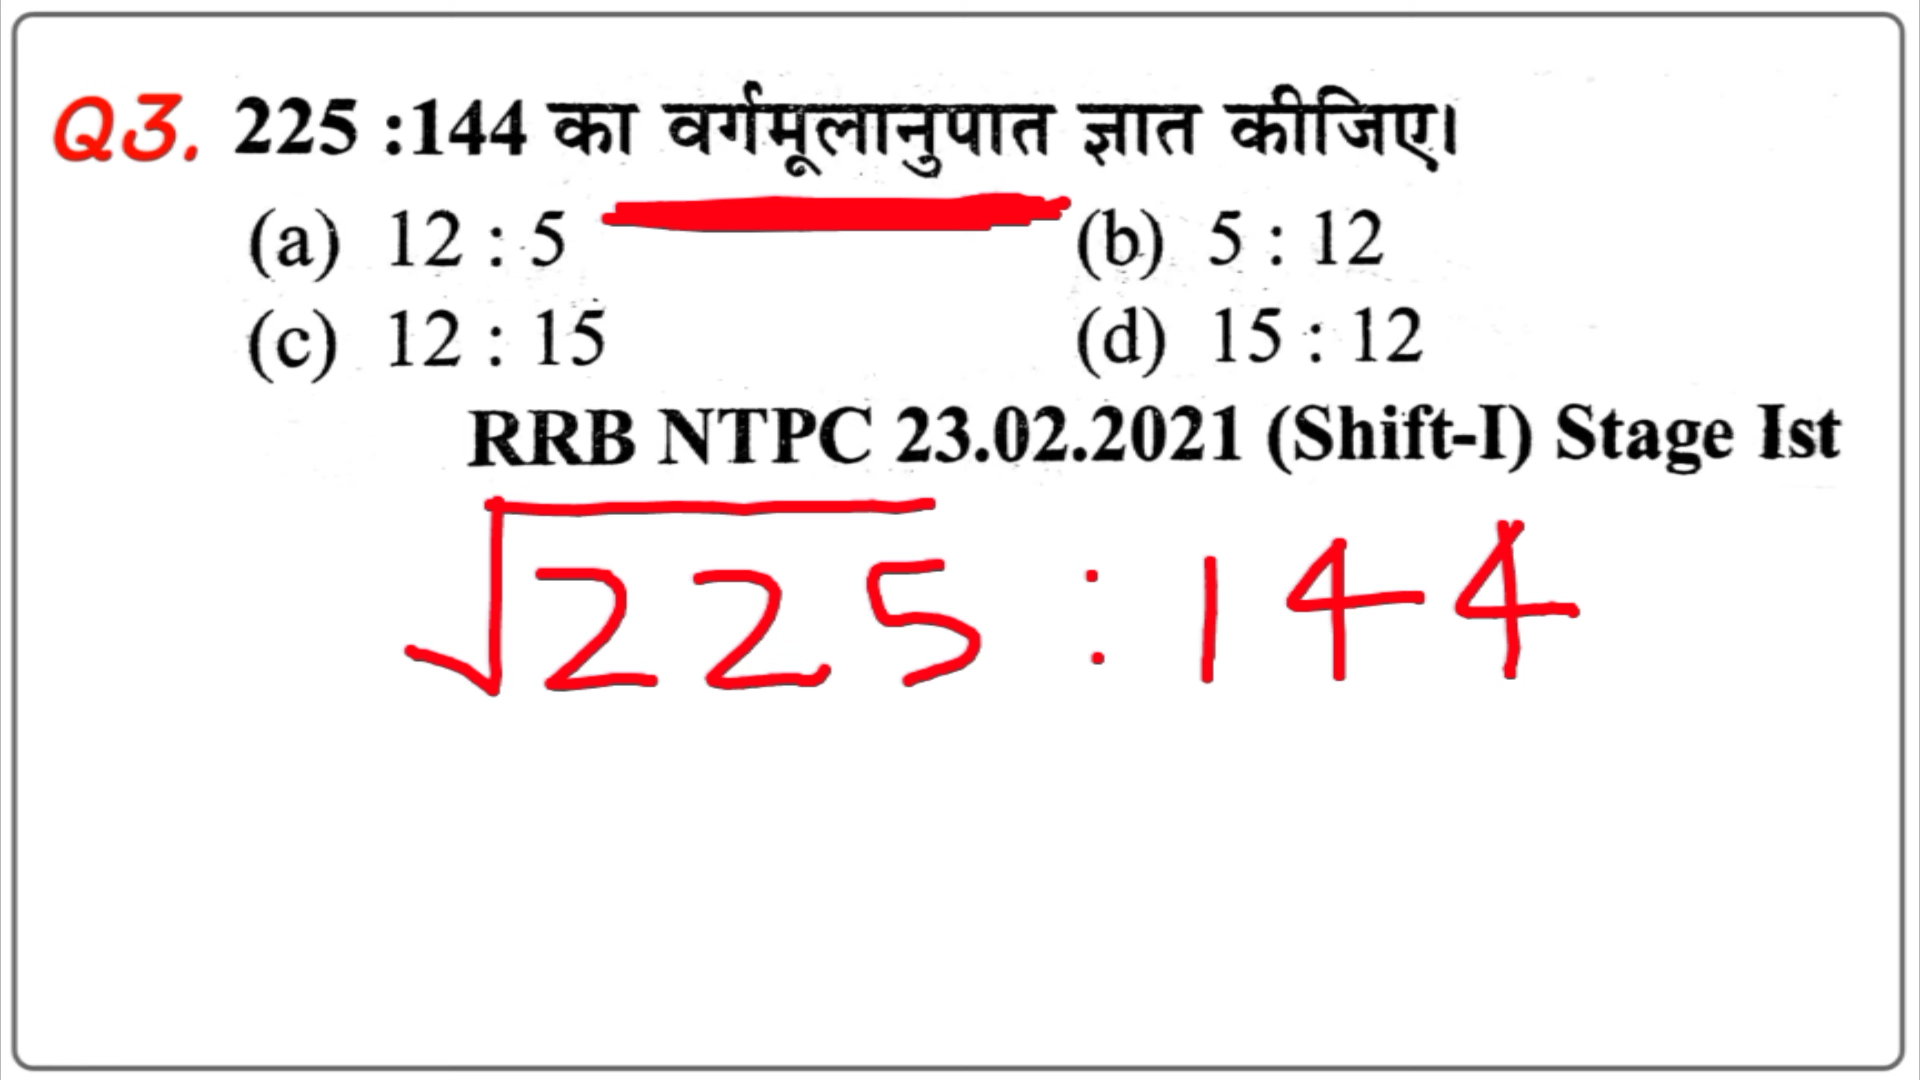 Q3. 225 :144 का वर्गमूलानुपात ज्ञात कीजिए।
(a) 12 : 5 (b) 5 : 12
(c) 12 : 15 (d) 15 : 12
RRB NTPC 23.02.2021 (Shift-I) Stage Ist
√225 : 144